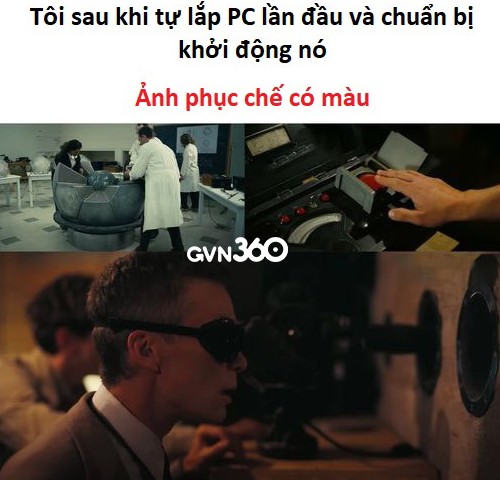 Tôi sau khi tự lắp PC lần đầu và chuẩn bị
khởi động nó
Ảnh phục chế có màu
GVN360